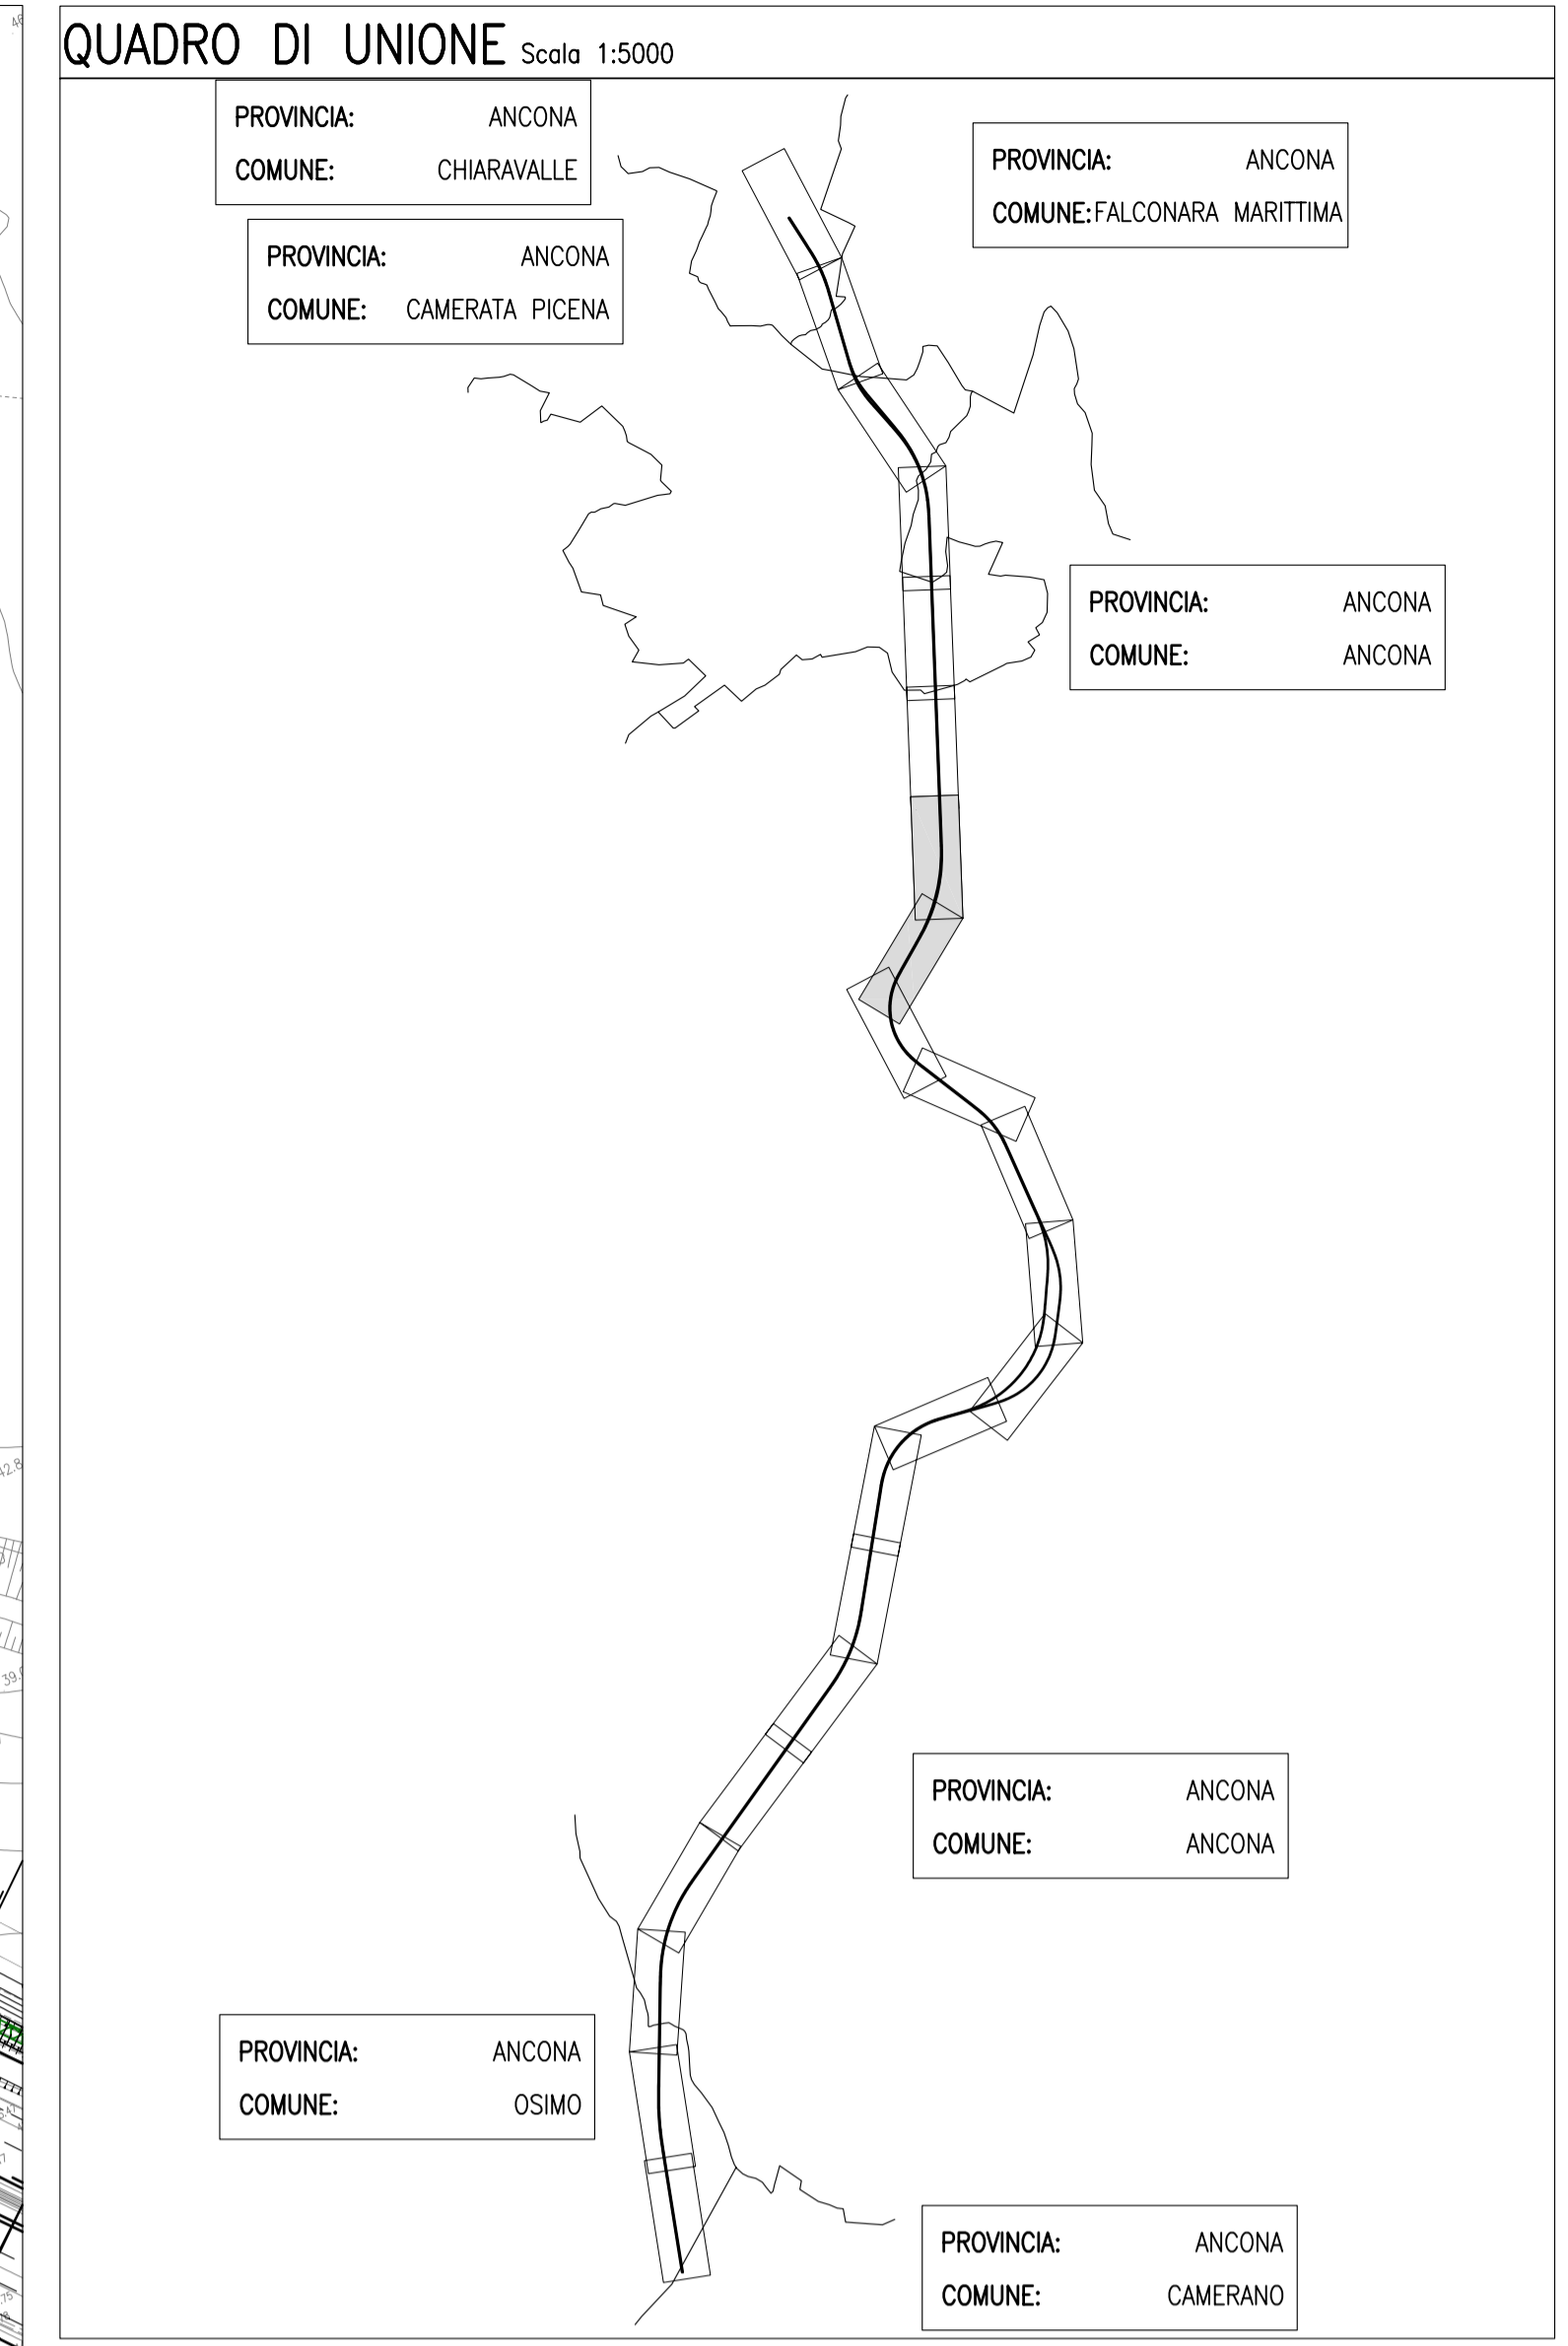 QUADRO DI UNIONE Scala 1:5000
PROVINCIA: ANCONA
COMUNE: CHIARAVALLE
PROVINCIA: ANCONA
COMUNE: FALCONARA MARITTIMA
PROVINCIA: ANCONA
COMUNE: CAMERATA PICENA
PROVINCIA: ANCONA
COMUNE: ANCONA
PROVINCIA: ANCONA
COMUNE: ANCONA
PROVINCIA: ANCONA
COMUNE: OSIMO
PROVINCIA: ANCONA
COMUNE: CAMERANO